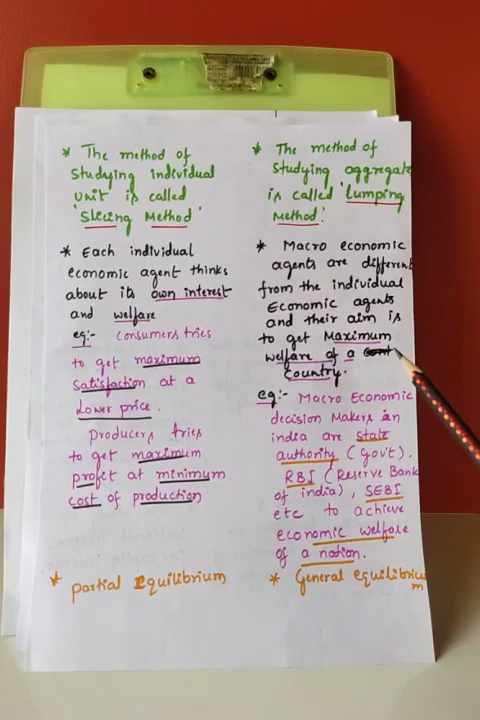 * The method of
studying individual
unit is called
'Slicing Method'
* Each individual
economic agent thinks
about its own interest
and welfare
eg:- Consumers tries
to get maximum
satisfaction at a
Lower price.
Producers tries
to get maximum
profit at minimum
cost of production
* partial Equilibrium
* The method of
studying aggregate
is called 'lumping
Method.'
* Macro economic
agents are different
from the individual
Economic agents
and their aim is
to get Maximum
welfare of a
Country.
eg:- Macro Economic
decision Makers in
india are state
authority (Gov't).
RBI (Reserve Bank
of india), SEBI
etc to achieve
economic welfare
of a nation.
* General equilibriu
m